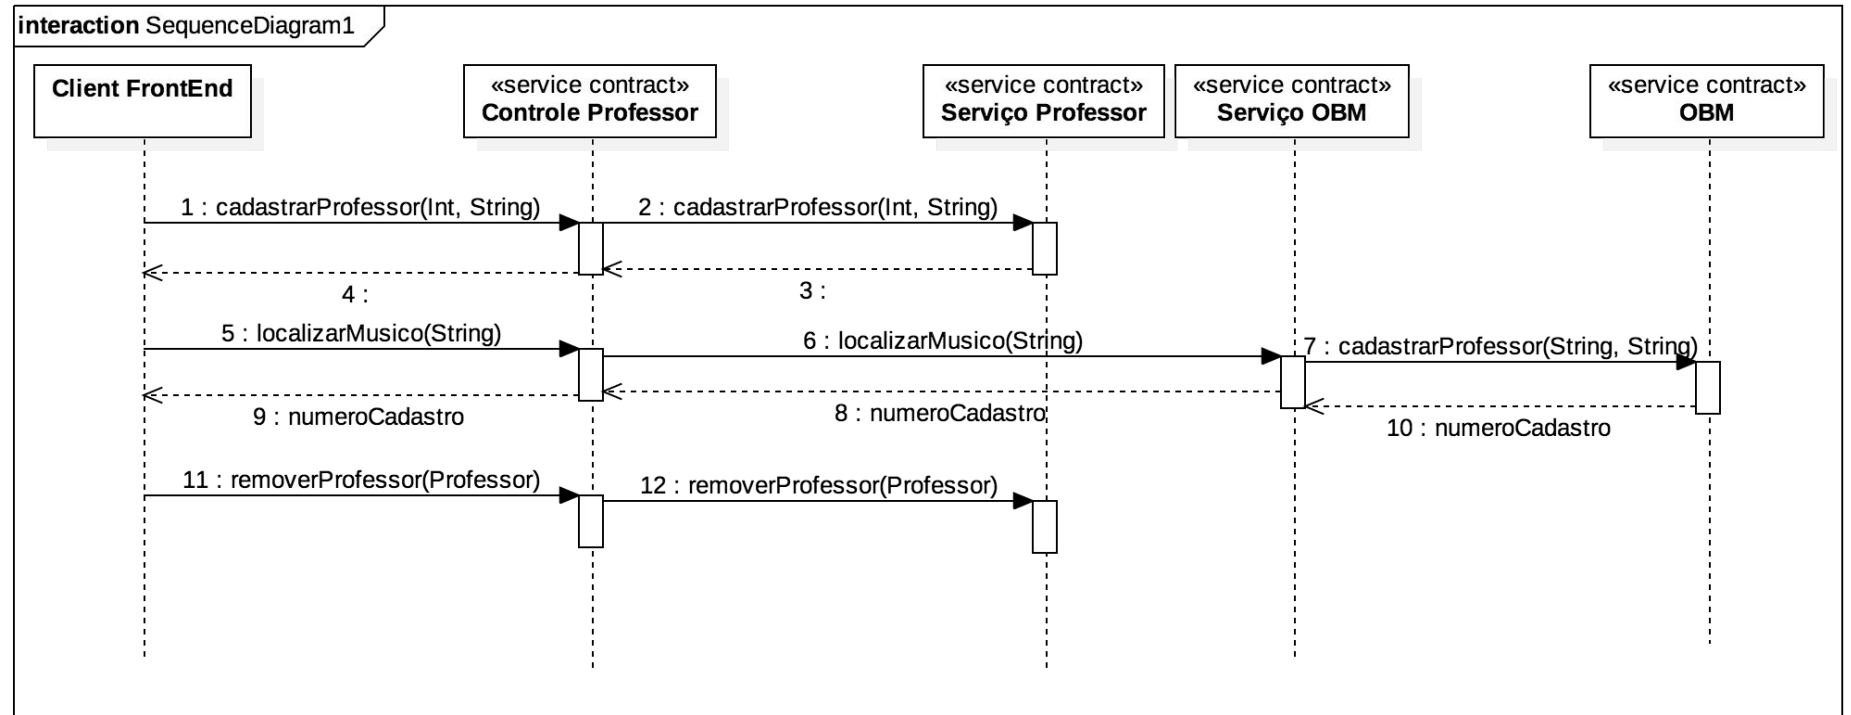 interaction SequenceDiagram1
Client FrontEnd
«service contract»
Controle Professor
«service contract»
Serviço Professor
«service contract»
Serviço OBM
«service contract»
OBM
1 : cadastrarProfessor(Int, String)
2 : cadastrarProfessor(Int, String)
3 :
4 :
5 : localizarMusico(String)
6 : localizarMusico(String)
7 : cadastrarProfessor(String, String)
8 : numeroCadastro
9 : numeroCadastro
10 : numeroCadastro
11 : removerProfessor(Professor)
12 : removerProfessor(Professor)